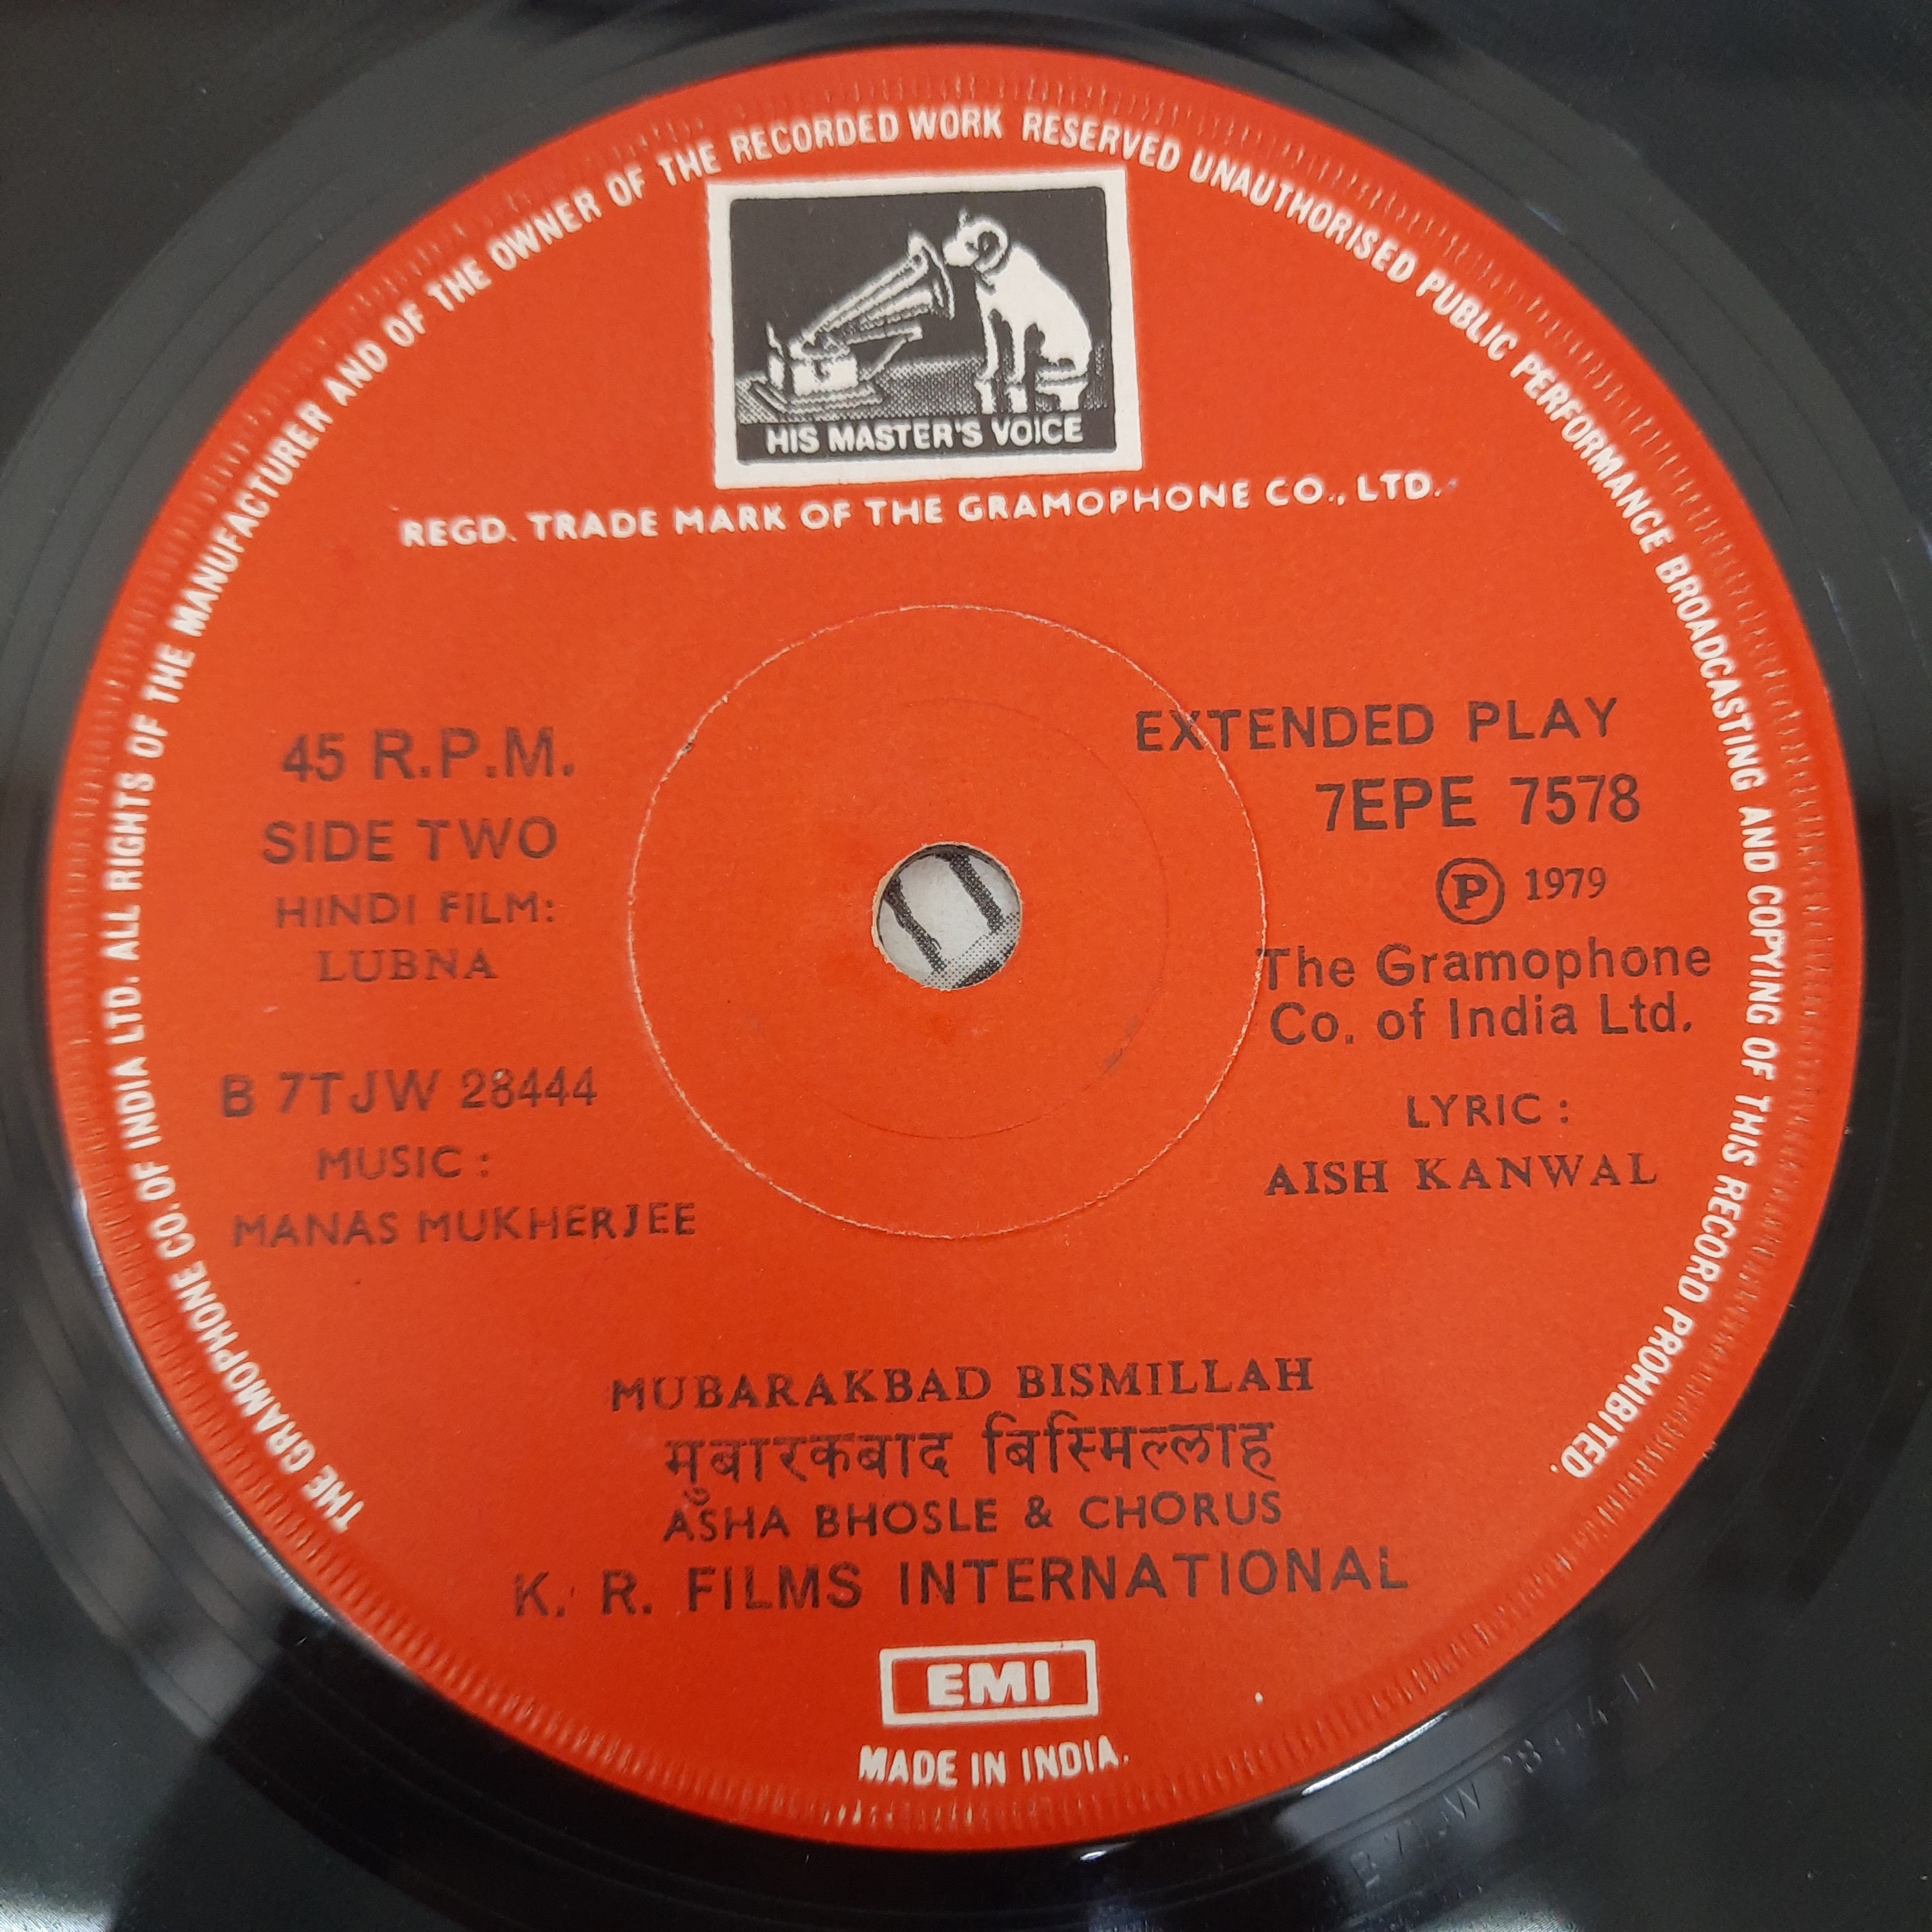 THE GRAMOPHONE CO. OF INDIA LTD. ALL RIGHTS OF THE MANUFACTURER AND OF THE OWNER OF THE RECORDED WORK RESERVED UNAUTHORISED PUBLIC PERFORMANCE BROADCASTING AND COPYING OF THIS RECORD PROHIBITED.
HIS MASTER'S VOICE
REGD. TRADE MARK OF THE GRAMOPHONE CO., LTD.
45 R.P.M.
SIDE TWO
HINDI FILM:
LUBNA
B 7TJW 28444
MUSIC :
MANAS MUKHERJEE
EXTENDED PLAY
7EPE 7578
Ⓟ 1979
The Gramophone
Co. of India Ltd.
LYRIC :
AISH KANWAL
MUBARAKBAD BISMILLAH
मुबारकबाद बिस्मिल्लाह
ASHA BHOSLE & CHORUS
K. R. FILMS INTERNATIONAL
EMI
MADE IN INDIA.